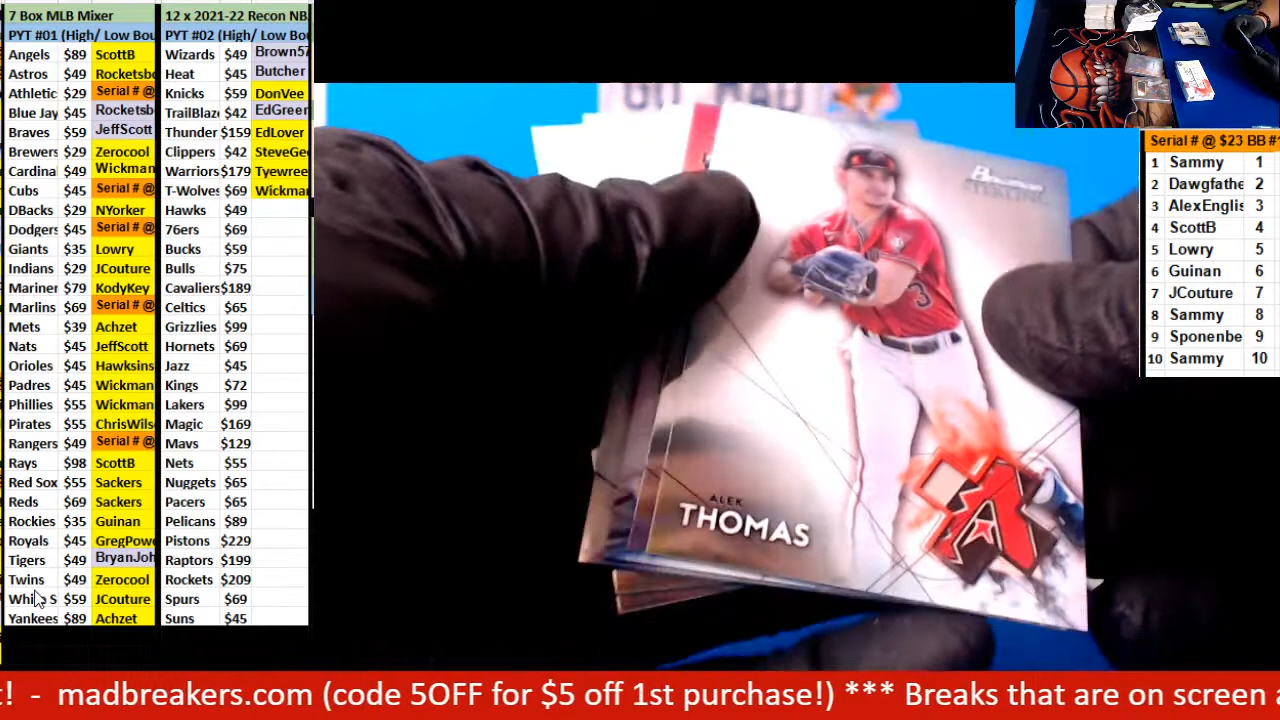 7 Box MLB Mixer
PYT #01 (High/ Low Bou
Angels $89 ScottB
Astros $49 Rocketsbo
Athletic $29 Serial # @
Blue Jay $45 Rocketsb
Braves $59 JeffScott
Brewers $29 Zerocool
Cardina $49 Wickman
Cubs $45 Serial # @
DBacks $29 NYorker
Dodgers $45 Serial # @
Giants $35 Lowry
Indians $29 JCouture
Mariner $79 KodyKey
Marlins $69 Serial # @
Mets $39 Achzet
Nats $45 JeffScott
Orioles $45 Hawksins
Padres $45 Wickman
Phillies $55 Wickman
Pirates $55 ChrisWils
Rangers $49 Serial # @
Rays $98 ScottB
Red Sox $55 Sackers
Reds $69 Sackers
Rockies $35 Guinan
Royals $45 GregPow
Tigers $49 BryanJoh
Twins $49 Zerocool
White S $59 JCouture
Yankees $89 Achzet
12 x 2021-22 Recon NB
PYT #02 (High/ Low Bou
Wizards $49 Brown57
Heat $45 Butcher
Knicks $59 DonVee
TrailBlaz $42 EdGreer
Thunder $159 EdLover
Clippers $42 SteveGe
Warriors $179 Tyewree
T-Wolves $69 Wickma
Hawks $49
76ers $69
Bucks $59
Bulls $75
Cavaliers $189
Celtics $65
Grizzlies $99
Hornets $69
Jazz $45
Kings $72
Lakers $99
Magic $169
Mavs $129
Nets $55
Nuggets $65
Pacers $65
Pelicans $89
Pistons $229
Raptors $199
Rockets $209
Spurs $69
Suns $45
GIT MAD
Bowman
STERLING
3
ALEK
THOMAS
Serial # @ $23 BB #
1 Sammy 1
2 Dawgfathe 2
3 AlexEnglis 3
4 ScottB 4
5 Lowry 5
6 Guinan 6
7 JCouture 7
8 Sammy 8
9 Sponenbe 9
10 Sammy 10
t! - madbreakers.com (code 5OFF for $5 off 1st purchase!) *** Breaks that are on screen a